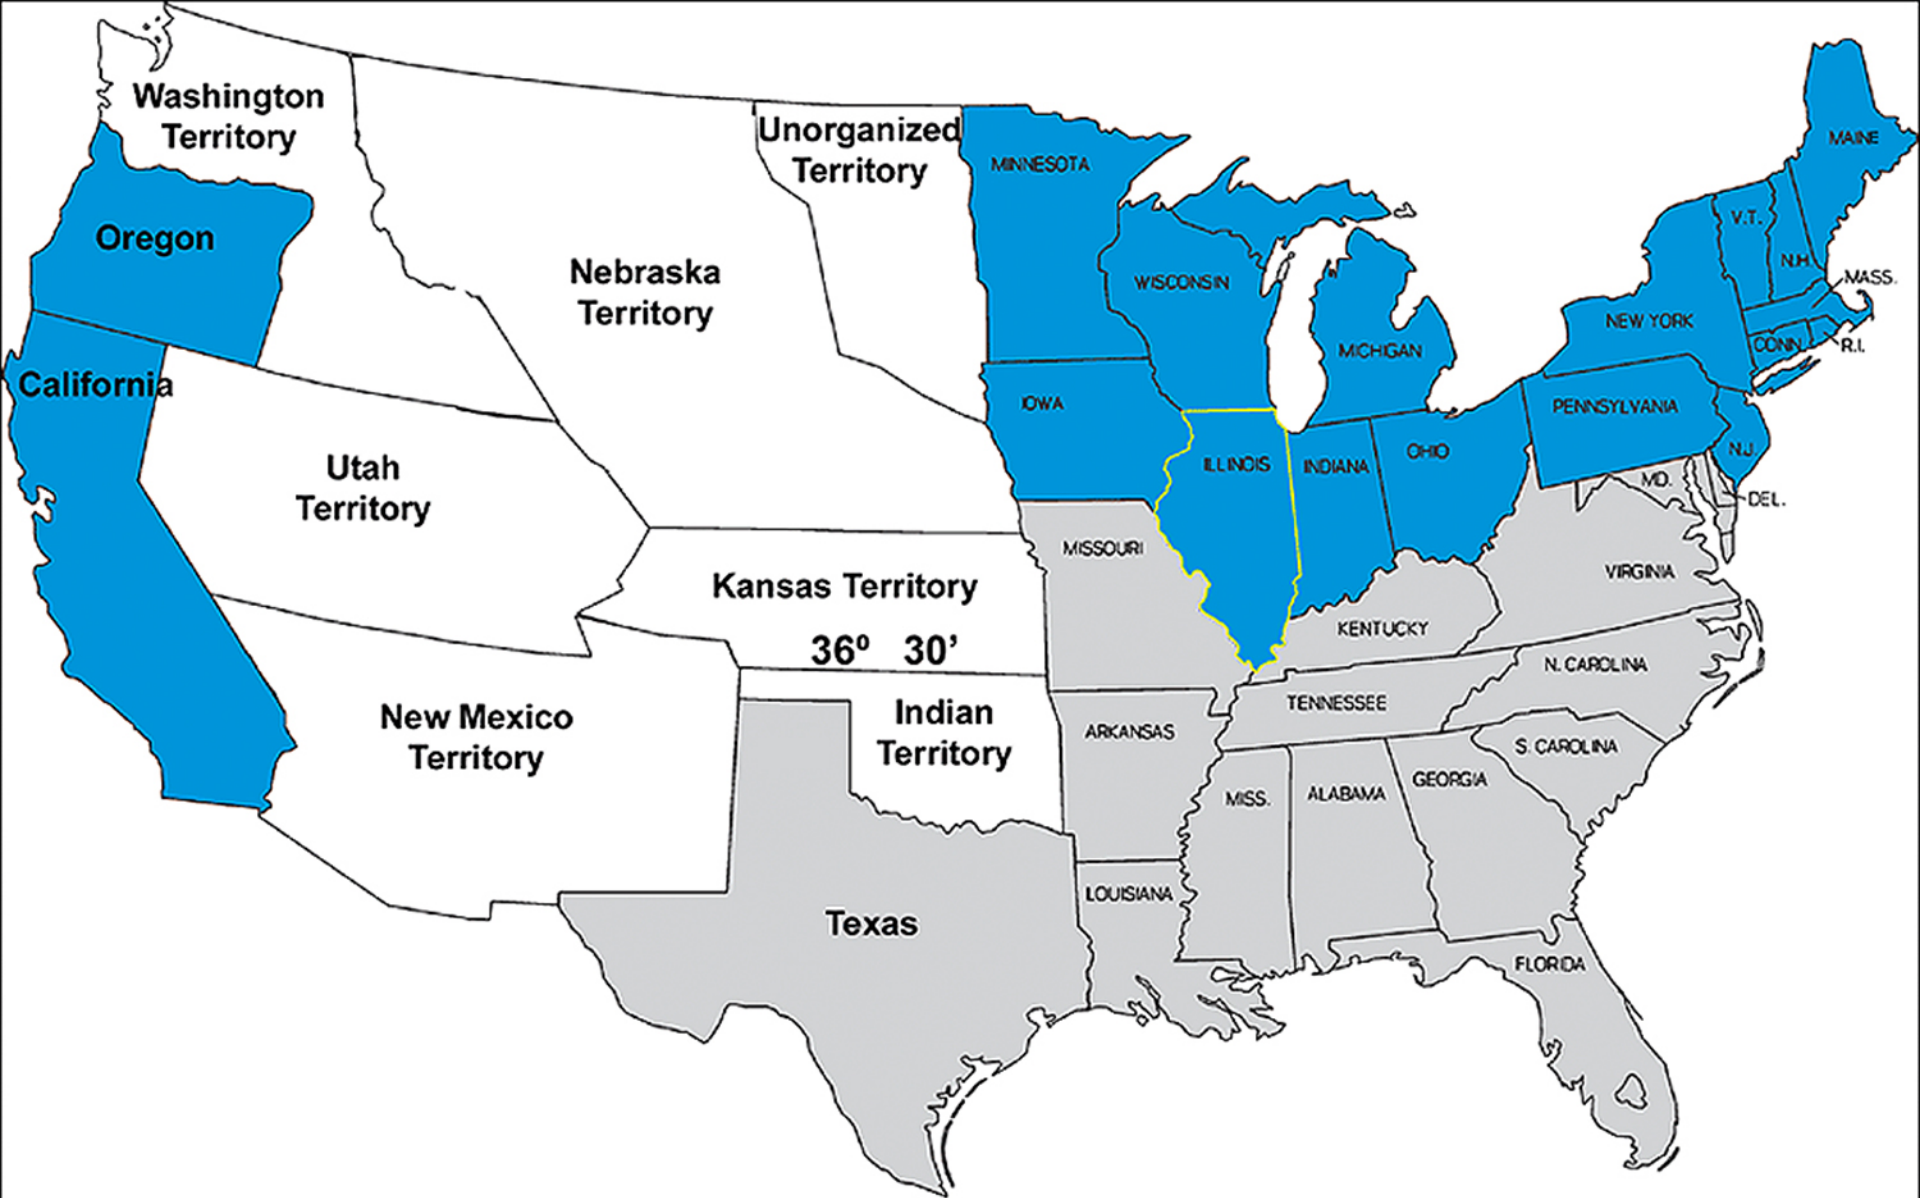 Washington
Territory
Unorganized
Territory
MINNESOTA
MAINE
Oregon
V.T.
N.H.
MASS.
Nebraska
Territory
WISCONSIN
NEW YORK
CONN.
R.I.
MICHIGAN
California
IOWA
PENNSYLVANIA
N.J.
ILLINOIS
INDIANA
OHIO
Utah
Territory
MD.
DEL.
MISSOURI
Kansas Territory
VIRGINIA
KENTUCKY
36º 30’
N. CAROLINA
TENNESSEE
New Mexico
Territory
Indian
Territory
ARKANSAS
S. CAROLINA
MISS.
ALABAMA
GEORGIA
LOUISIANA
Texas
FLORIDA